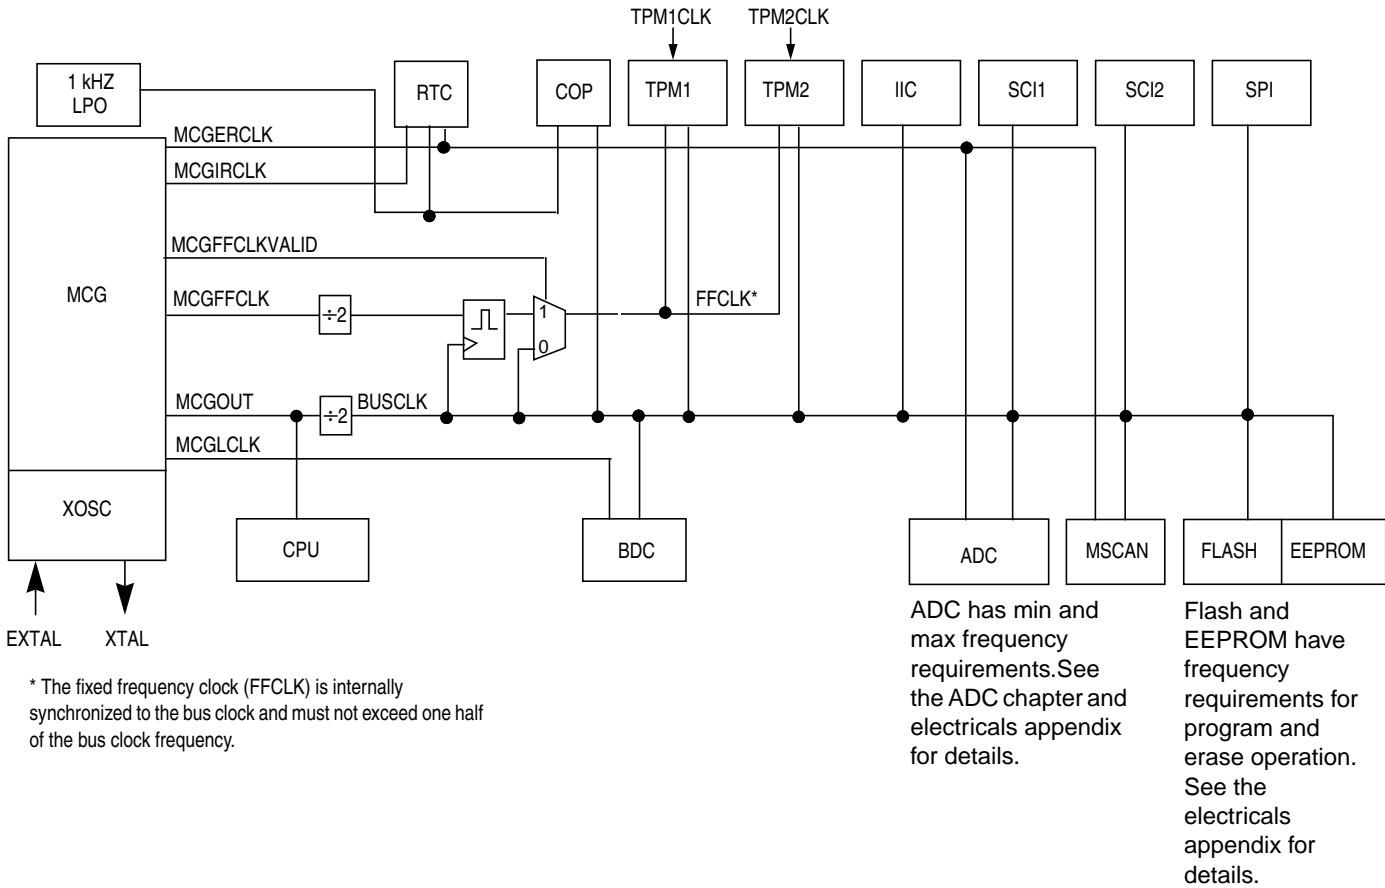 TPM1CLK TPM2CLK
1 kHZ
LPO
RTC
COP
TPM1
TPM2
IIC
SCI1
SCI2
SPI
MCGERCLK
MCGIRCLK
MCGFFCLKVALID
MCG
MCGFFCLK
÷2
1
0
FFCLK*
MCGOUT
÷2
BUSCLK
MCGLCLK
XOSC
CPU
BDC
ADC
MSCAN
FLASH
EEPROM
EXTAL
XTAL
* The fixed frequency clock (FFCLK) is internally
synchronized to the bus clock and must not exceed one half
of the bus clock frequency.
ADC has min and
max frequency
requirements.See
the ADC chapter and
electricals appendix
for details.
Flash and
EEPROM have
frequency
requirements for
program and
erase operation.
See the
electricals
appendix for
details.